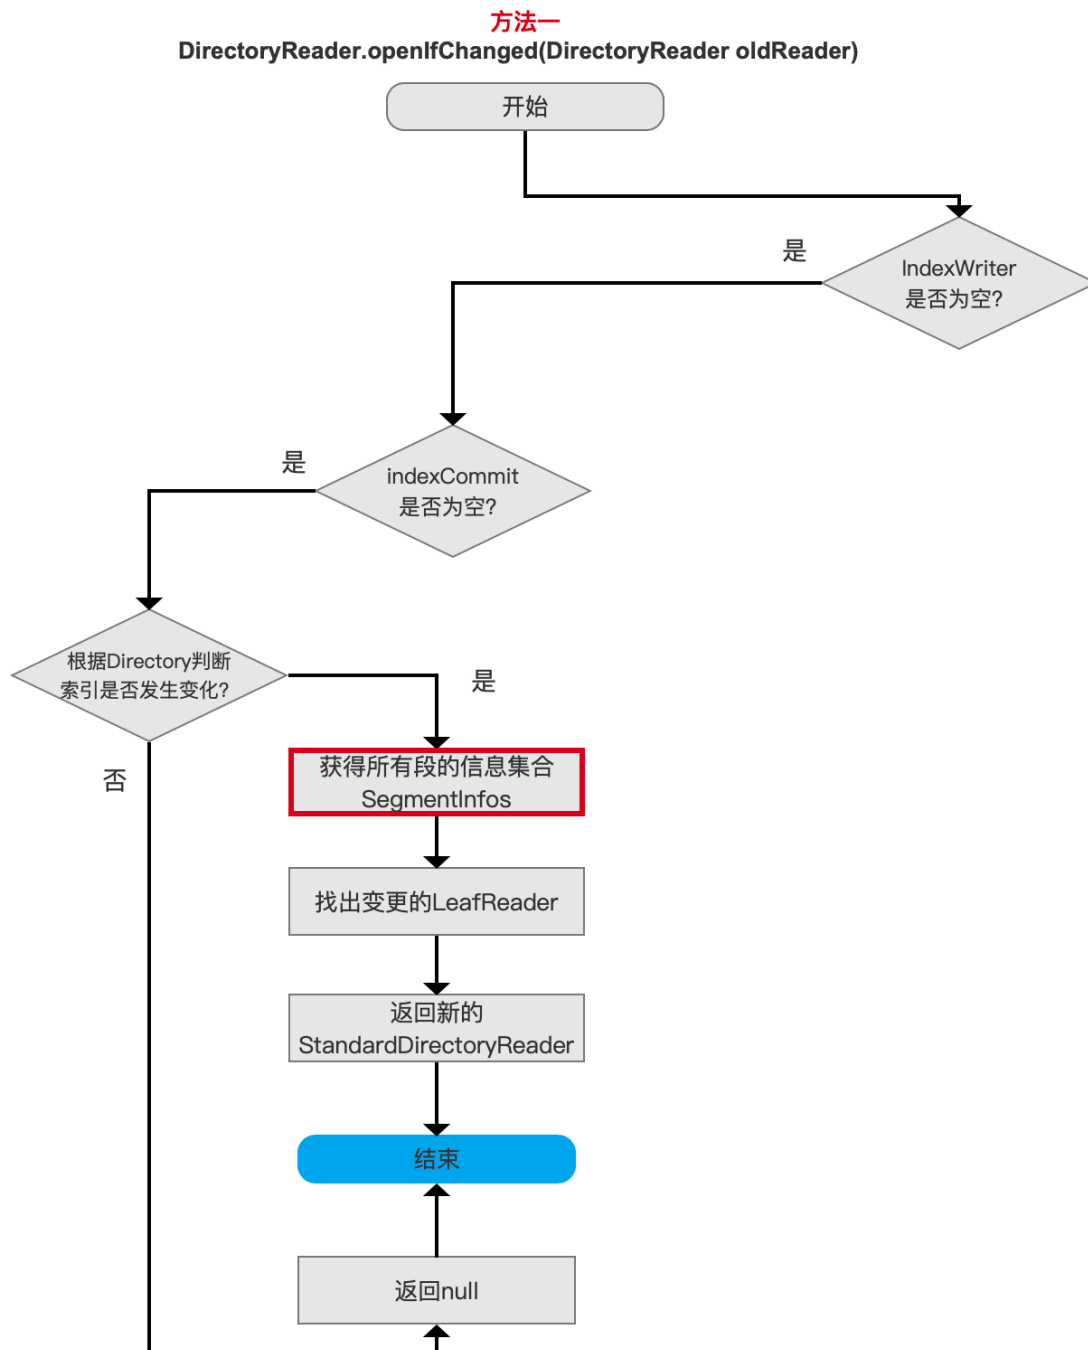 方法一
DirectoryReader.openIfChanged(DirectoryReader oldReader)
开始
是
IndexWriter
是否为空?
是
indexCommit
是否为空?
根据Directory判断
索引是否发生变化?
是
否
获得所有段的信息集合
SegmentInfos
找出变更的LeafReader
返回新的
StandardDirectoryReader
结束
返回null